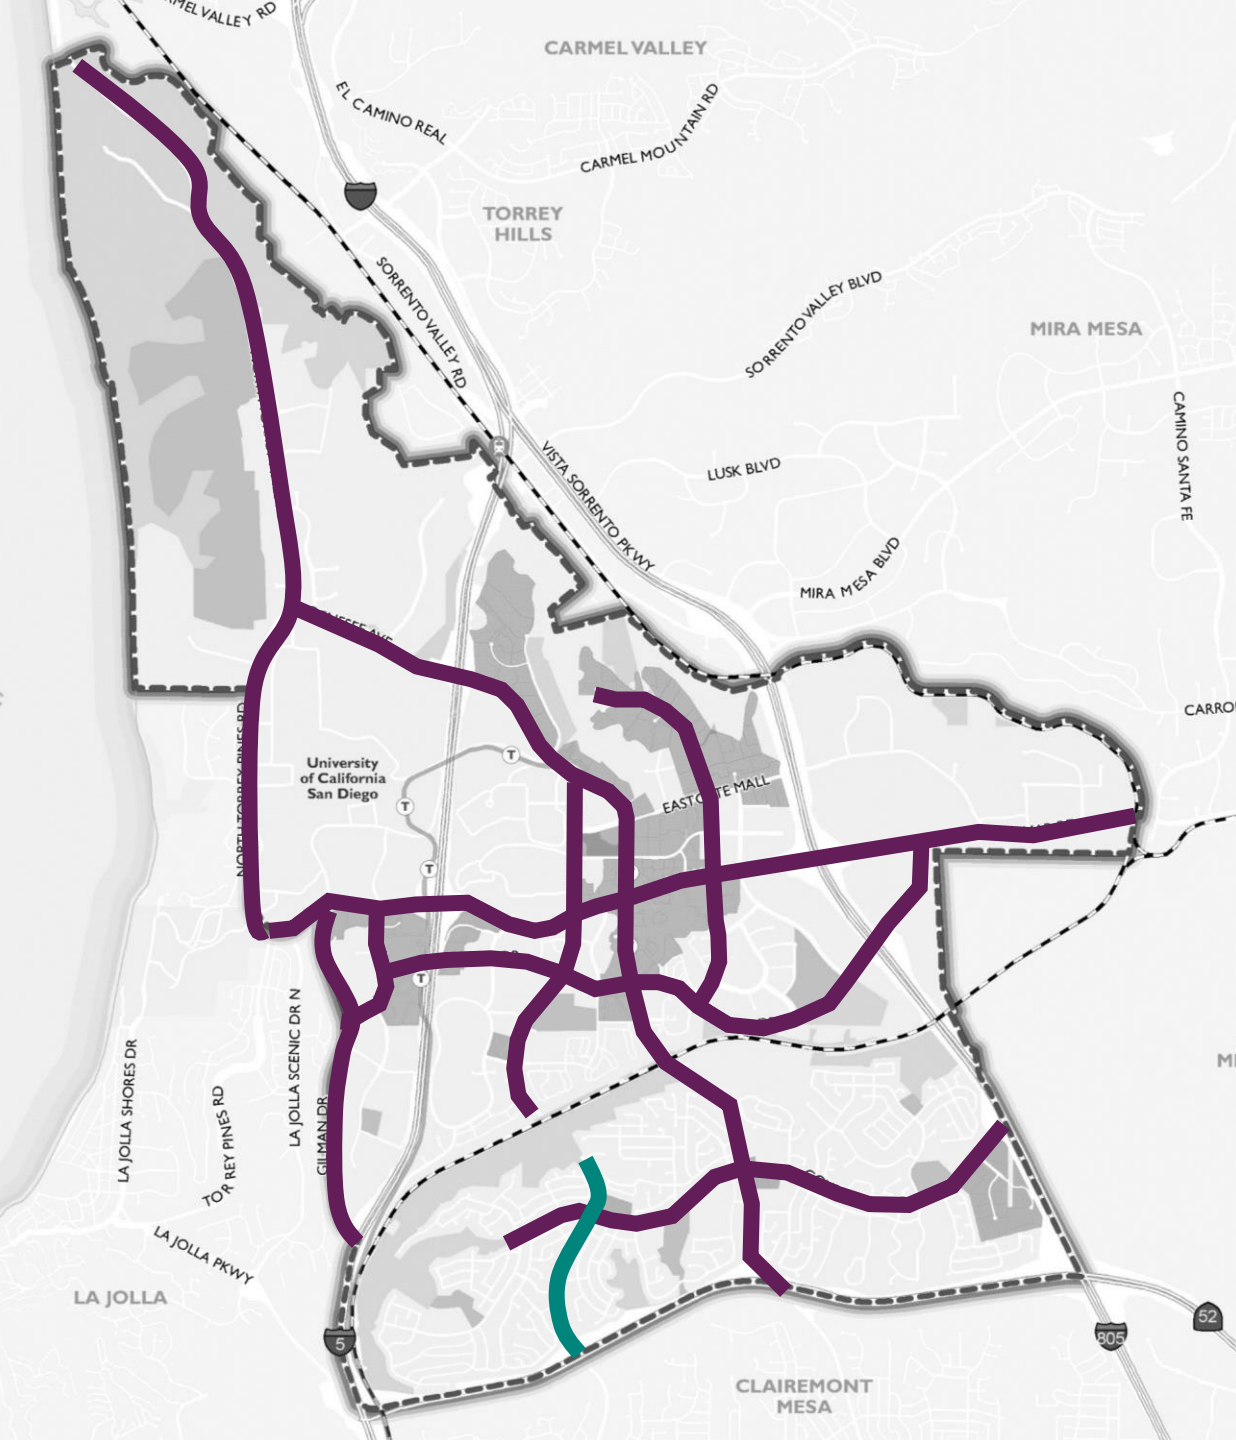 CARMEL VALLEY RD
CARMEL VALLEY
EL CAMINO REAL
CARMEL MOUNTAIN RD
TORREY
HILLS
SORRENTO VALLEY RD
SORRENTO VALLEY BLVD
MIRA MESA
CAMINO SANTA FE
VISTA SORRENTO PKWY
LUSK BLVD
MIRA MESA BLVD
GENESEE AVE
CARRO
NORTH TORREY PINES RD
University
of California
San Diego
T
T
T
T
EASTGATE MALL
LA JOLLA SHORES DR
TORREY PINES RD
LA JOLLA SCENIC DR N
GILMAN DR
LA JOLLA PKWY
LA JOLLA
5
805
52
CLAIREMONT
MESA